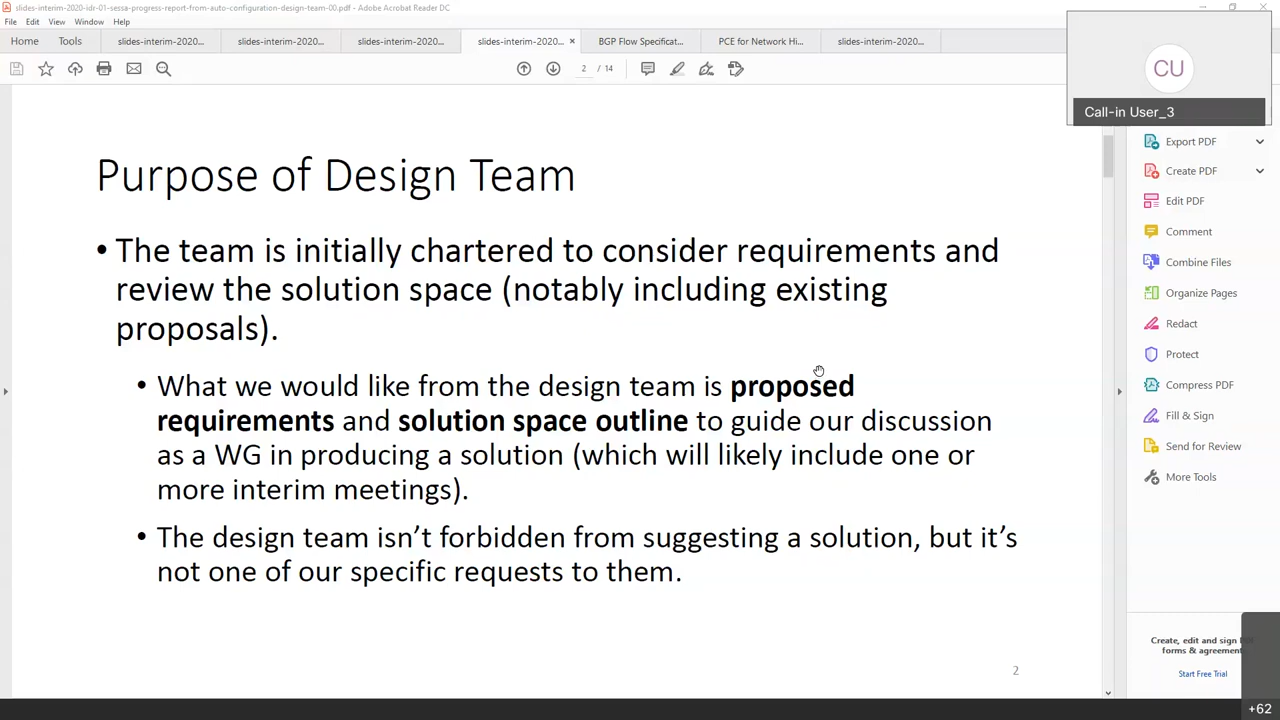 slides-interim-2020-idr-01-sessa-progress-report-from-auto-configuration-design-team-00.pdf - Adobe Acrobat Reader DC
File Edit View Window Help
Home Tools slides-interim-2020... slides-interim-2020... slides-interim-2020... slides-interim-2020... × BGP Flow Specificat... PCE for Network Hi... slides-interim-2020...
2 / 14
CU
Call-in User_3
Purpose of Design Team
• The team is initially chartered to consider requirements and
review the solution space (notably including existing
proposals).
• What we would like from the design team is proposed
requirements and solution space outline to guide our discussion
as a WG in producing a solution (which will likely include one or
more interim meetings).
• The design team isn’t forbidden from suggesting a solution, but it’s
not one of our specific requests to them.
2
Export PDF
Create PDF
Edit PDF
Comment
Combine Files
Organize Pages
Redact
Protect
Compress PDF
Fill & Sign
Send for Review
More Tools
Create, edit and sign
forms & agreement
Start Free Trial
+62